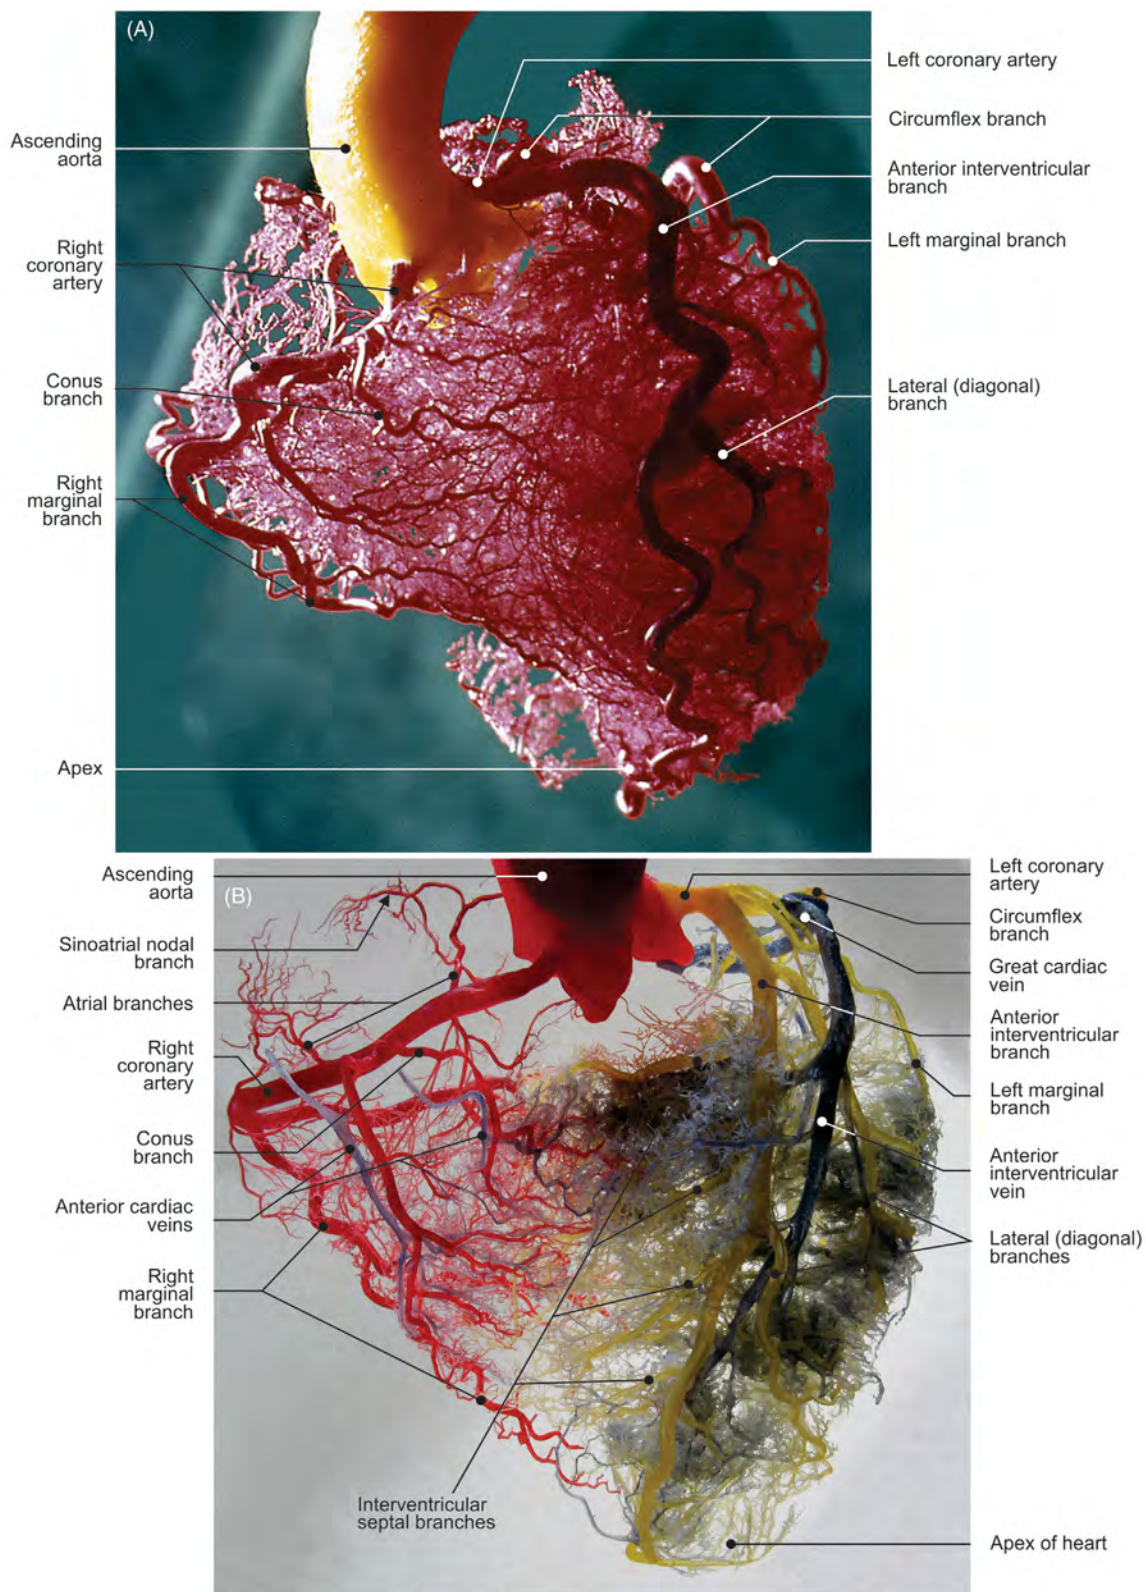 (A)
Left coronary artery
Circumflex branch
Ascending
aorta
Anterior interventricular
branch
Left marginal branch
Right
coronary
artery
Conus
branch
Lateral (diagonal)
branch
Right
marginal
branch
Apex
(B)
Ascending
aorta
Left coronary
artery
Sinoatrial nodal
branch
Circumflex
branch
Great cardiac
vein
Atrial branches
Anterior
interventricular
branch
Right
coronary
artery
Left marginal
branch
Conus
branch
Anterior
interventricular
vein
Anterior cardiac
veins
Lateral (diagonal)
branches
Right
marginal
branch
Interventricular
septal branches
Apex of heart